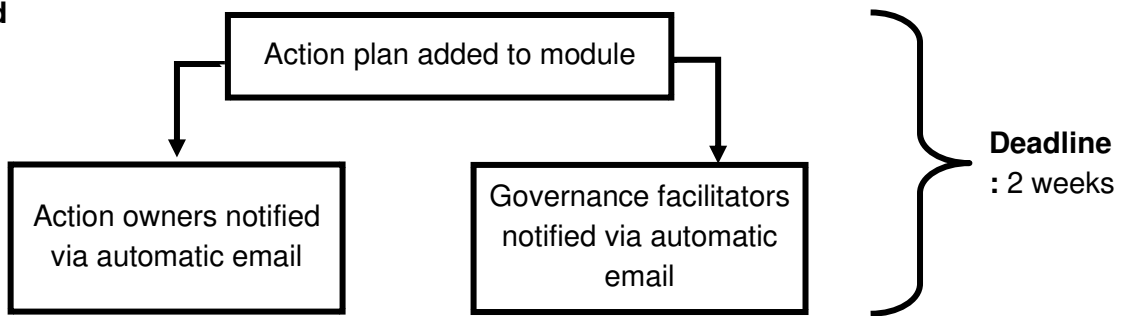 d
Action plan added to module
Action owners notified
via automatic email
Governance facilitators
notified via automatic
email
Deadline
: 2 weeks